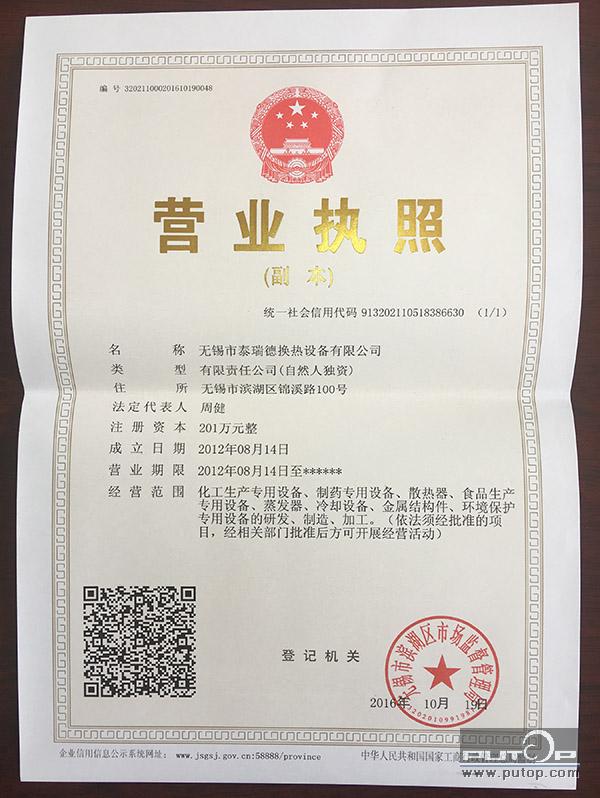 编 号 320211000201610190048
营业执照
(副 本)
统一社会信用代码 913202110518386630 (1/1)
名 称 无锡市泰瑞德换热设备有限公司
类 型 有限责任公司(自然人独资)
住 所 无锡市滨湖区锦溪路100号
法定代表人 周健
注册资本 201万元整
成立日期 2012年08月14日
营业期限 2012年08月14日至******
经营范围 化工生产专用设备、制药专用设备、散热器、食品生产
专用设备、蒸发器、冷却设备、金属结构件、环境保护
专用设备的研发、制造、加工。(依法须经批准的项
目,经相关部门批准后方可开展经营活动)
登记机关
无锡市滨湖区市场监督管理局
2016年 10月 19日
企业信用信息公示系统网址: www.jsgsj.gov.cn:58888/province
中华人民共和国国家工商
PUTOP
www.putop.com